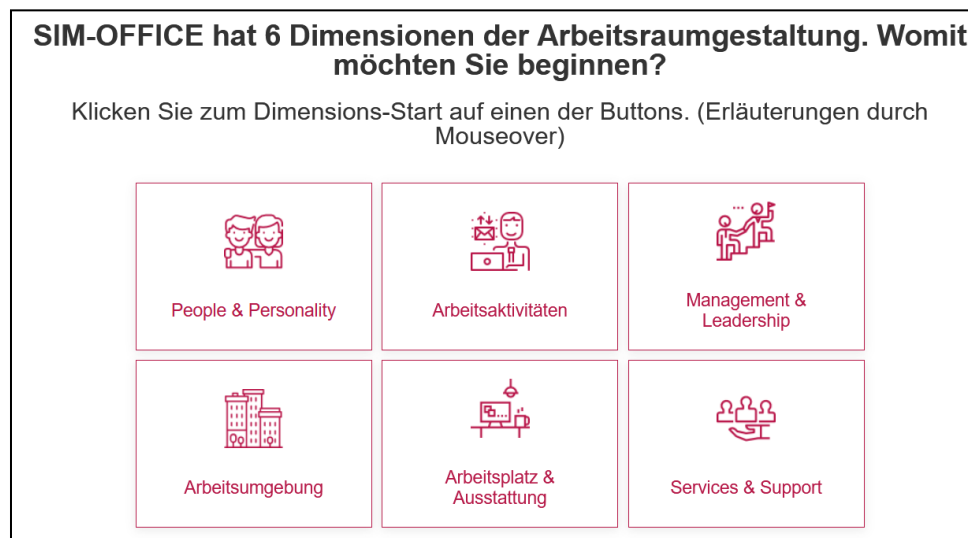 SIM-OFFICE hat 6 Dimensionen der Arbeitsraumgestaltung. Womit
möchten Sie beginnen?
Klicken Sie zum Dimensions-Start auf einen der Buttons. (Erläuterungen durch
Mouseover)
People & Personality
Arbeitsaktivitäten
Management &
Leadership
Arbeitsumgebung
Arbeitsplatz &
Ausstattung
Services & Support